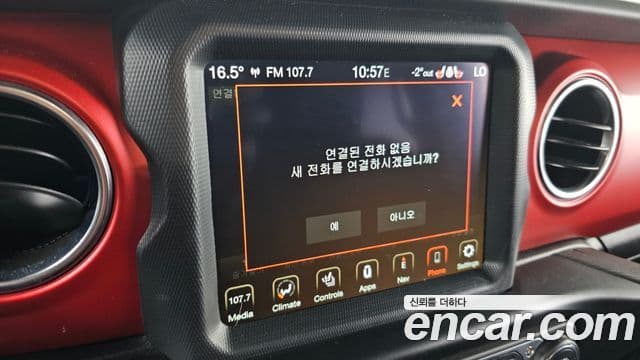 16.5° FM 107.7 10:57E -2°out LO
연결
X
연결된 전화 없음
새 전화를 연결하시겠습니까?
예 아니오
107.7 E
Media Climate Controls Apps Nav Phone Settings
신뢰를 더하다
encar.com